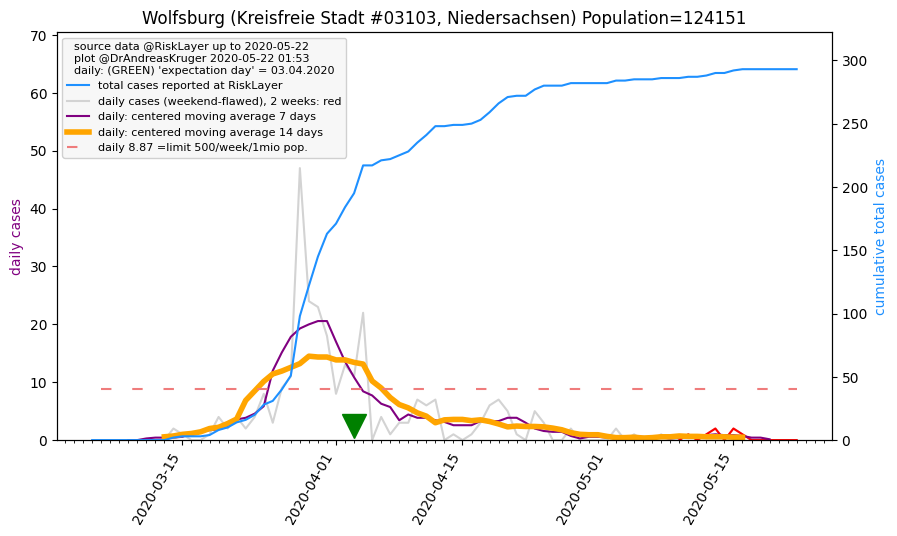 Wolfsburg (Kreisfreie Stadt #03103, Niedersachsen) Population=124151
source data @RiskLayer up to 2020-05-22
plot @DrAndreasKruger 2020-05-22 01:53
daily: (GREEN) 'expectation day' = 03.04.2020
total cases reported at RiskLayer
daily cases (weekend-flawed), 2 weeks: red
daily: centered moving average 7 days
daily: centered moving average 14 days
daily 8.87 =limit 500/week/1mio pop.
daily cases
70
60
50
40
30
20
10
0
cumulative total cases
300
250
200
150
100
50
0
2020-03-15
2020-04-01
2020-04-15
2020-05-01
2020-05-15